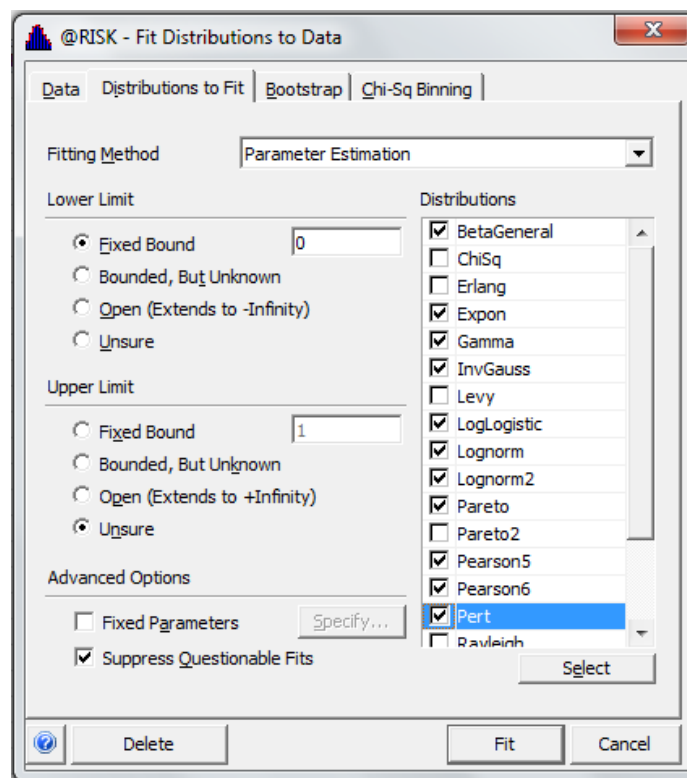 @RISK - Fit Distributions to Data
x
Data
Distributions to Fit
Bootstrap
Chi-Sq Binning
Fitting Method
Parameter Estimation
Lower Limit
Fixed Bound
0
Bounded, But Unknown
Open (Extends to -Infinity)
Unsure
Upper Limit
Fixed Bound
1
Bounded, But Unknown
Open (Extends to +Infinity)
Unsure
Advanced Options
Fixed Parameters
Specify...
Suppress Questionable Fits
Distributions
BetaGeneral
ChiSq
Erlang
Expon
Gamma
InvGauss
Levy
LogLogistic
Lognorm
Lognorm2
Pareto
Pareto2
Pearson5
Pearson6
Pert
Rayleigh
Select
?
Delete
Fit
Cancel